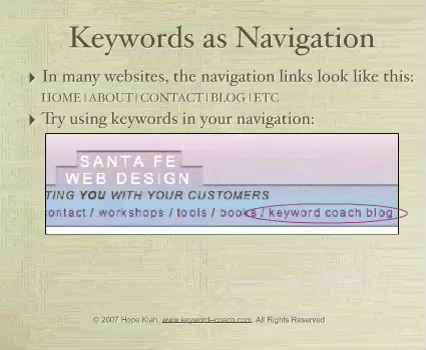 Keywords as Navigation
In many websites, the navigation links look like this:
HOME|ABOUT|CONTACT|BLOG|ETC
Try using keywords in your navigation:
SANTA FE
WEB DESIGN
TING YOU WITH YOUR CUSTOMERS
ontact / workshops / tools / books / keyword coach blog
© 2007 Hope Kiah, www.keyword-coach.com. All Rights Reserved